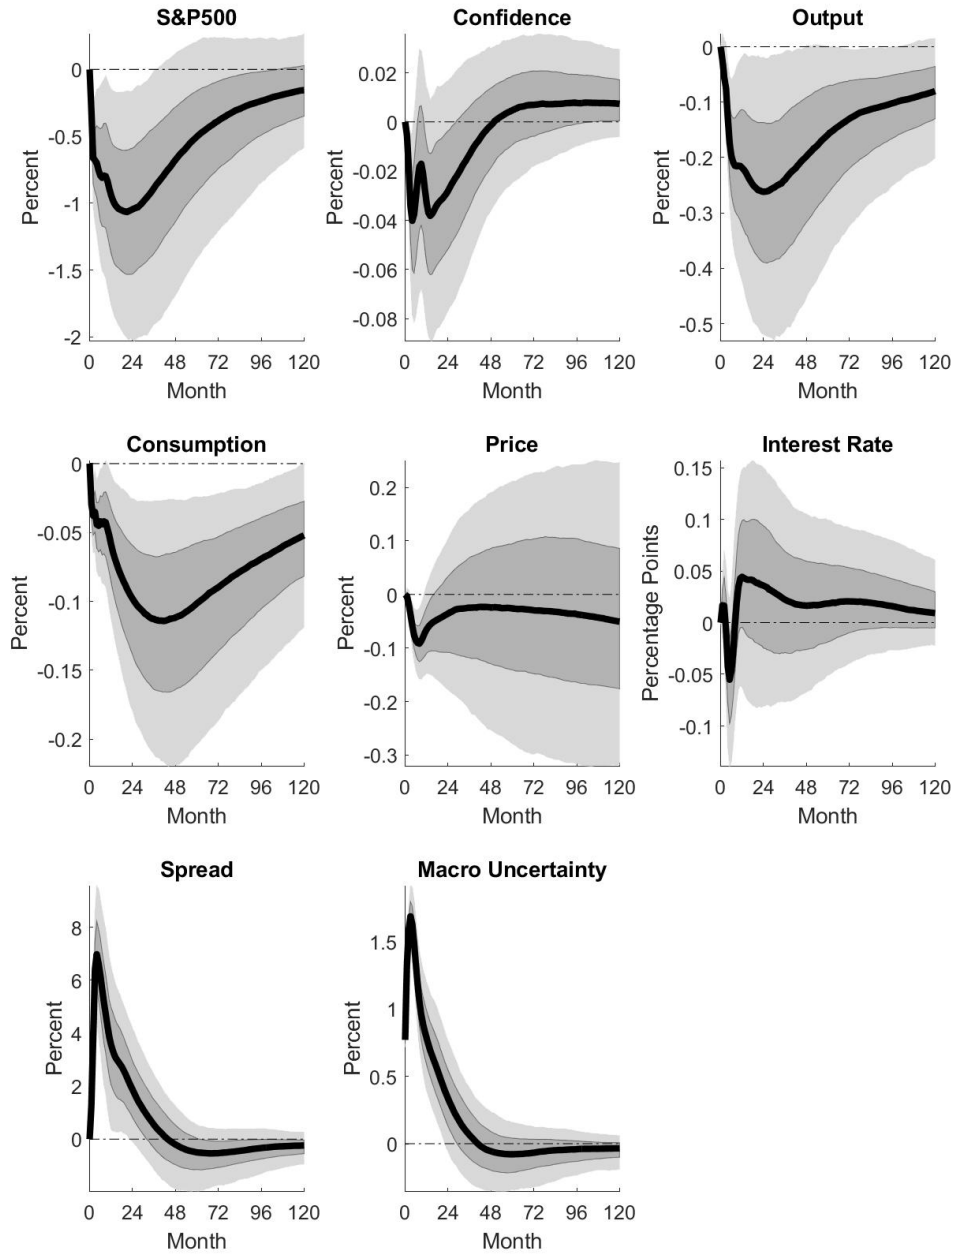 S&P500
Confidence
Output
0
-0.5
-1
-1.5
-2
Percent
0 24 48 72 96 120
Month
0.02
0
-0.02
-0.04
-0.06
-0.08
Percent
0 24 48 72 96 120
Month
0
-0.1
-0.2
-0.3
-0.4
-0.5
Percent
0 24 48 72 96 120
Month
Consumption
Price
Interest Rate
0
-0.05
-0.1
-0.15
-0.2
Percent
0 24 48 72 96 120
Month
0.2
0.1
0
-0.1
-0.2
-0.3
Percent
0 24 48 72 96 120
Month
0.15
0.1
0.05
0
-0.05
-0.1
Percentage Points
0 24 48 72 96 120
Month
Spread
Macro Uncertainty
8
6
4
2
0
Percent
0 24 48 72 96 120
Month
1.5
1
0.5
0
Percent
0 24 48 72 96 120
Month